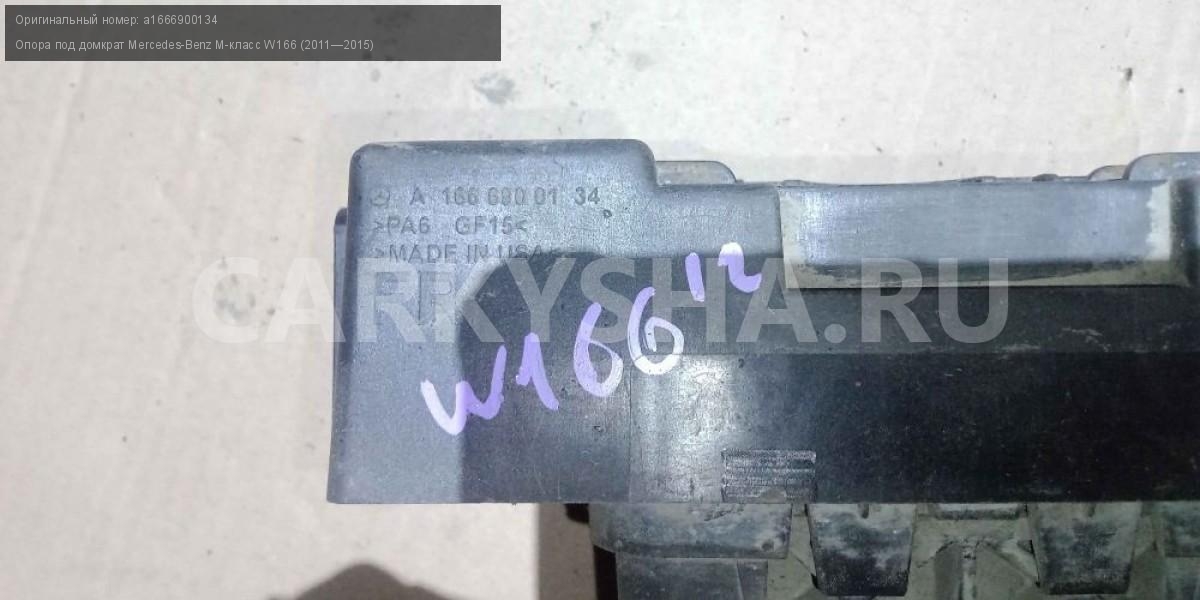 Оригинальный номер: a1666900134
Опора под домкрат Mercedes-Benz M-класс W166 (2011—2015)
A 166 690 01 34
>PA6 GF15<
>MADE IN USA<
CARKYSHA.RU
W166 12